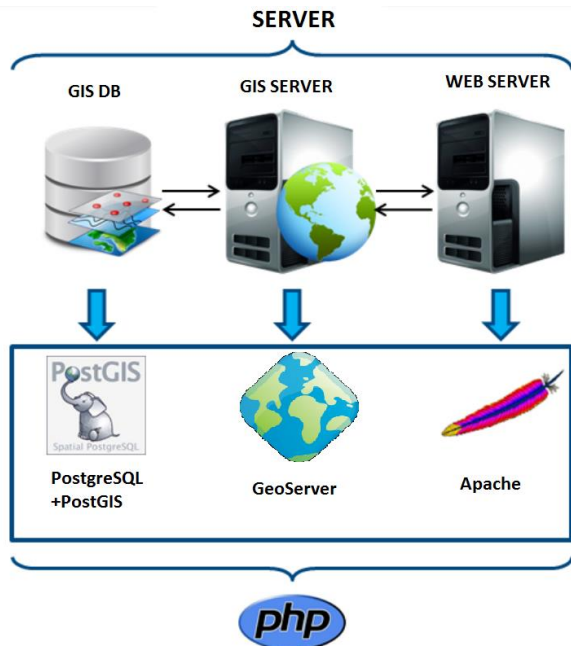 SERVER
GIS DB
GIS SERVER
WEB SERVER
PostGIS
Spatial PostgreSQL
PostgreSQL
+PostGIS
GeoServer
Apache
php